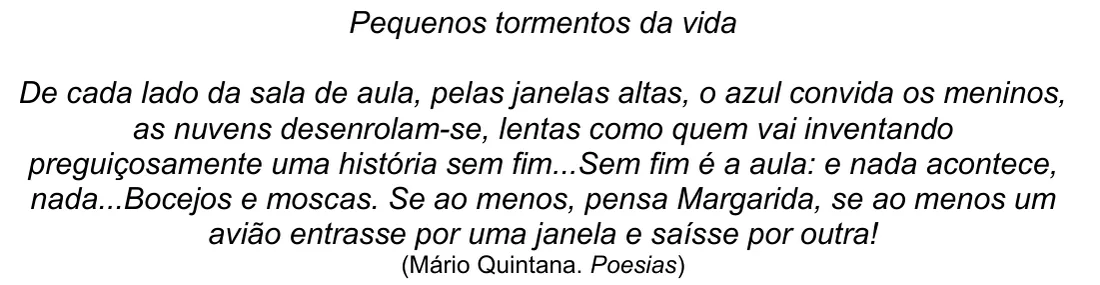 Pequenos tormentos da vida
De cada lado da sala de aula, pelas janelas altas, o azul convida os meninos,
as nuvens desenrolam-se, lentas como quem vai inventando
preguiçosamente uma história sem fim...Sem fim é a aula: e nada acontece,
nada...Bocejos e moscas. Se ao menos, pensa Margarida, se ao menos um
avião entrasse por uma janela e saísse por outra!
(Mário Quintana. Poesias)